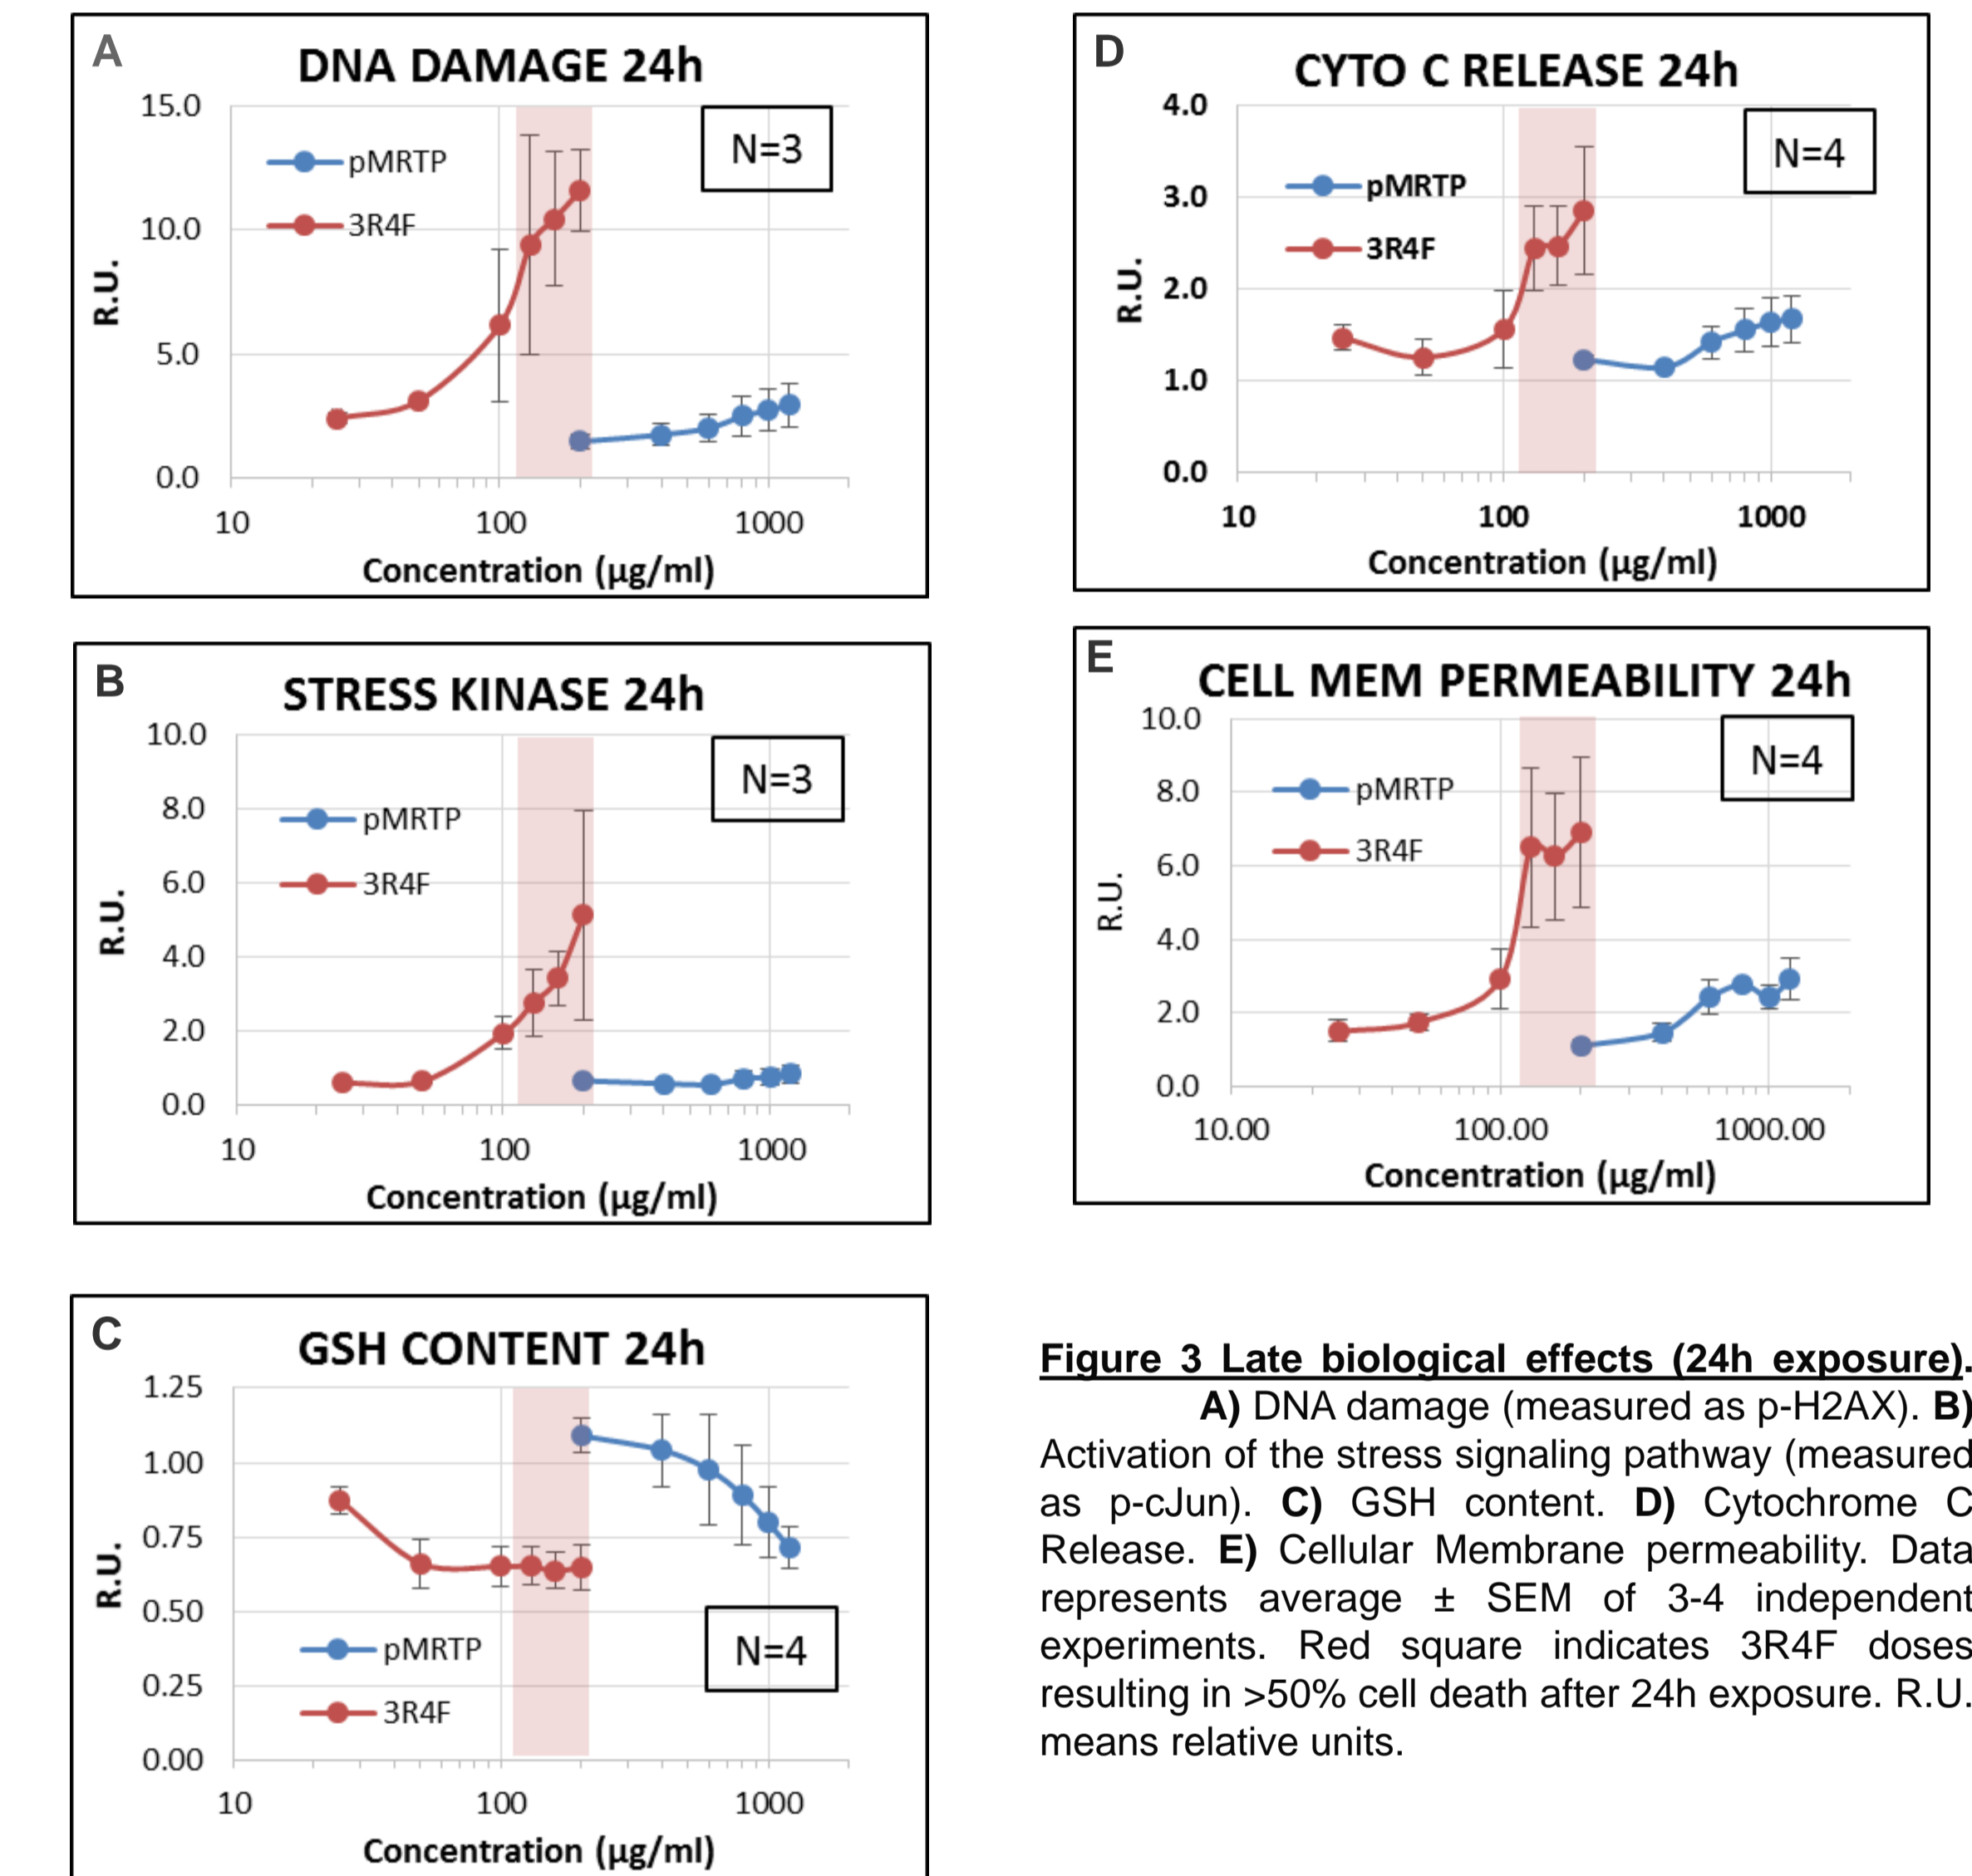 A
DNA DAMAGE 24h
15.0
10.0
5.0
0.0
R.U.
pMRTP
3R4F
N=3
10
100
1000
Concentration (µg/ml)
B
STRESS KINASE 24h
10.0
8.0
6.0
4.0
2.0
0.0
R.U.
pMRTP
3R4F
N=3
10
100
1000
Concentration (µg/ml)
C
GSH CONTENT 24h
1.25
1.00
0.75
0.50
0.25
0.00
R.U.
pMRTP
3R4F
N=4
10
100
1000
Concentration (µg/ml)
D
CYTO C RELEASE 24h
4.0
3.0
2.0
1.0
0.0
R.U.
pMRTP
3R4F
N=4
10
100
1000
Concentration (µg/ml)
E
CELL MEM PERMEABILITY 24h
10.0
8.0
6.0
4.0
2.0
0.0
R.U.
pMRTP
3R4F
N=4
10.00
100.00
1000.00
Concentration (µg/ml)
Figure 3 Late biological effects (24h exposure).
A) DNA damage (measured as p-H2AX). B)
Activation of the stress signaling pathway (measured
as p-cJun). C) GSH content. D) Cytochrome C
Release. E) Cellular Membrane permeability. Data
represents average ± SEM of 3-4 independent
experiments. Red square indicates 3R4F doses
resulting in >50% cell death after 24h exposure. R.U.
means relative units.